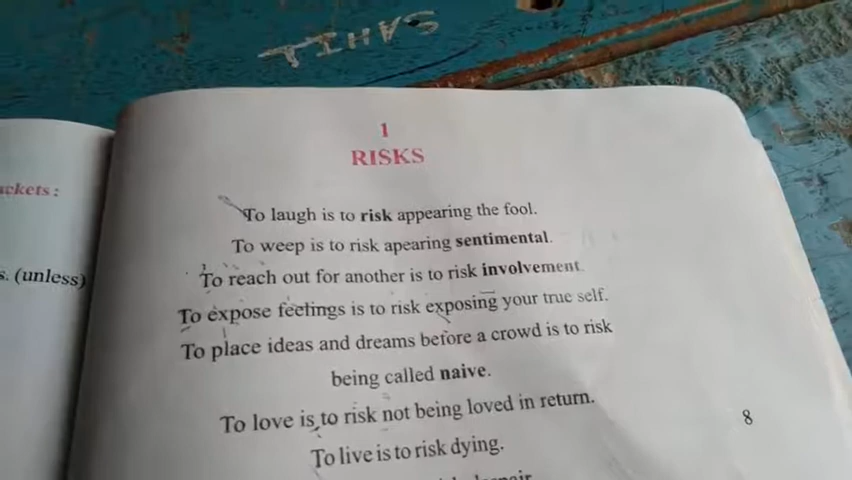 SAHIT
ackets:
s. (unless)
1
RISKS
To laugh is to risk appearing the fool.
To weep is to risk apearing sentimental.
To reach out for another is to risk involvement.
To expose feelings is to risk exposing your true self.
To place ideas and dreams before a crowd is to risk
being called naive.
To love is to risk not being loved in return.
To live is to risk dying.
despair
8